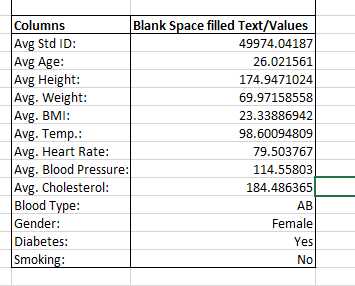 Columns Blank Space filled Text/Values
Avg Std ID: 49974.04187
Avg Age: 26.021561
Avg Height: 174.9471024
Avg. Weight: 69.97158558
Avg. BMI: 23.33886942
Avg. Temp.: 98.60094809
Avg. Heart Rate: 79.503767
Avg. Blood Pressure: 114.55803
Avg. Cholesterol: 184.486365
Blood Type: AB
Gender: Female
Diabetes: Yes
Smoking: No